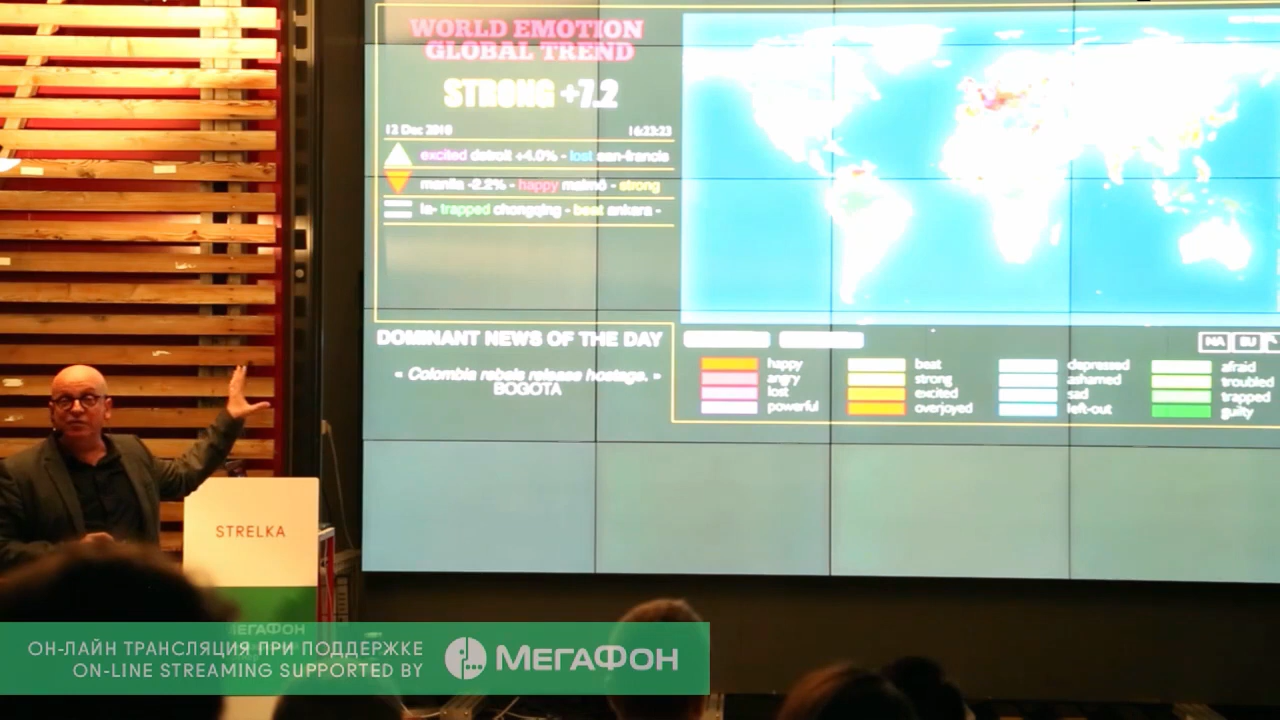 WORLD EMOTION
GLOBAL TREND
STRONG +7.2
12 Dec 2010 16:23:23
excited detroit +4.0% - lost san-francis
manila -2.2% - happy malmö - strong
le- trapped chongqing - beat ankara -
DOMINANT NEWS OF THE DAY
« Colombia rebels release hostage. »
BOGOTA
NA EU
happy beat depressed afraid
angry strong ashamed troubled
lost excited sad trapped
powerful overjoyed left-out guilty
STRELKA
МЕГАФОН
ОН-ЛАЙН ТРАНСЛЯЦИЯ ПРИ ПОДДЕРЖКЕ
ON-LINE STREAMING SUPPORTED BY
МЕГАФОН